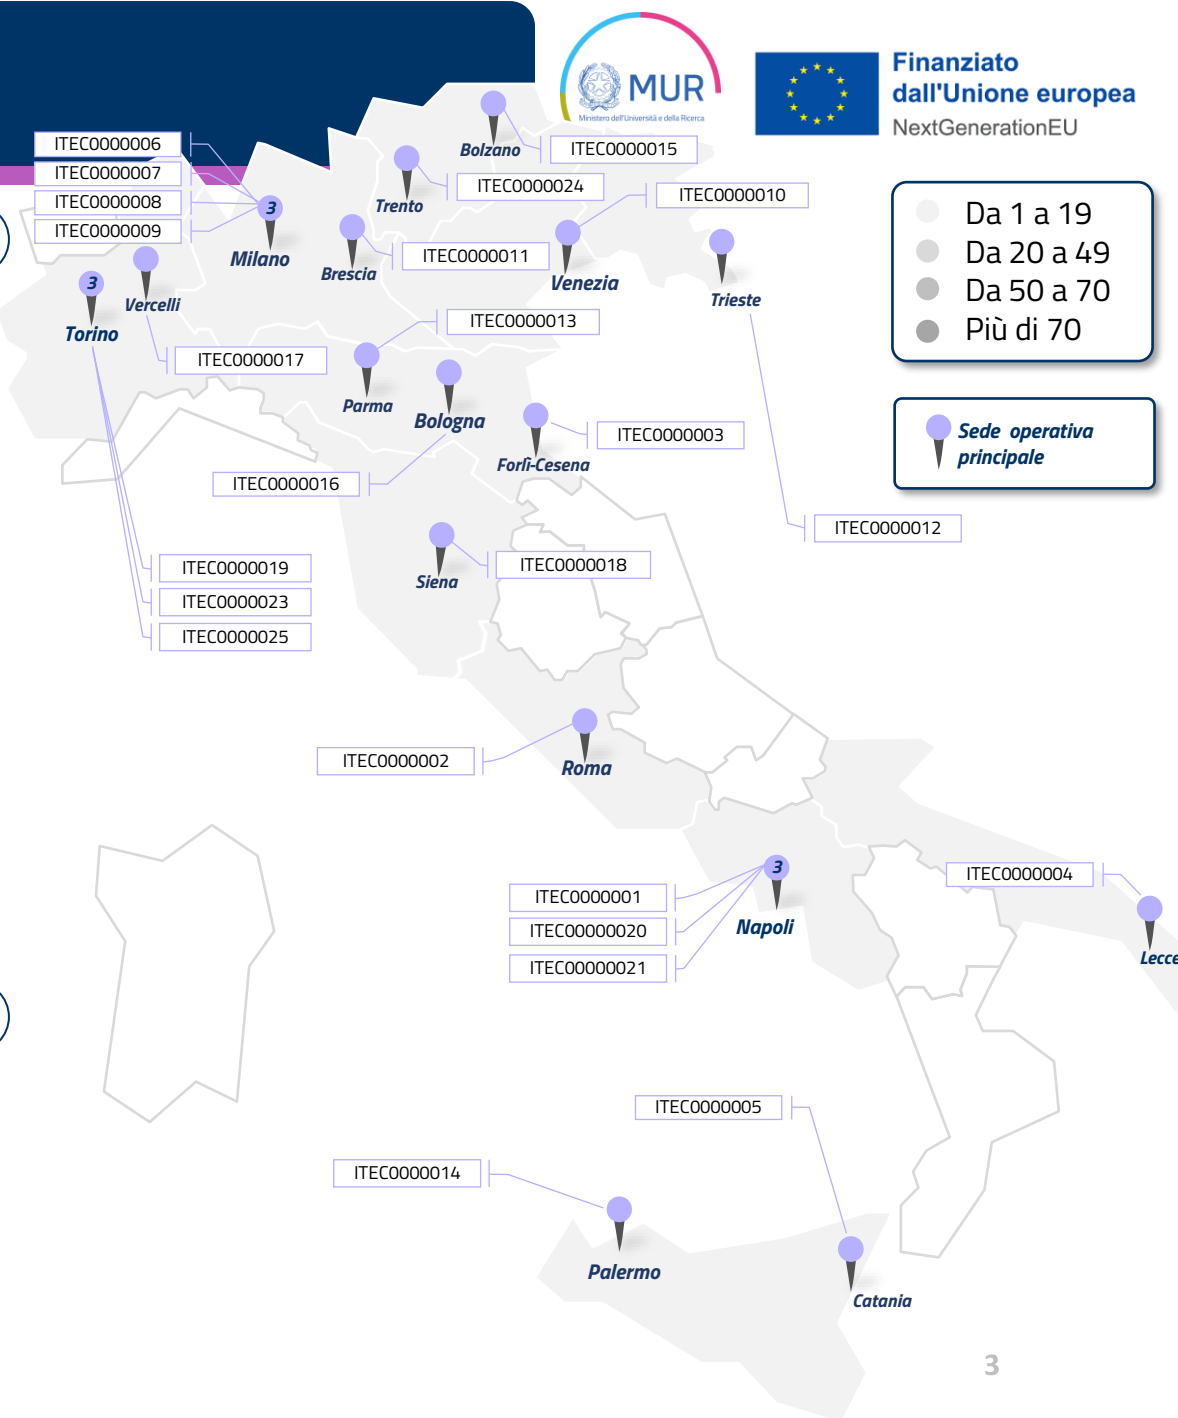 MUR
Ministero dell'Università e della Ricerca
Finanziato
dall'Unione europea
NextGenerationEU
ITEC0000006
ITEC0000007
ITEC0000008
ITEC0000009
3
Milano
Bolzano
ITEC0000015
Trento
ITEC0000024
ITEC0000010
Brescia
ITEC0000011
Venezia
Trieste
Da 1 a 19
Da 20 a 49
Da 50 a 70
Più di 70
3
Torino
Vercelli
ITEC0000017
ITEC0000013
Parma
Bologna
ITEC0000016
ITEC0000003
Forlì-Cesena
Sede operativa
principale
ITEC0000012
ITEC0000018
Siena
ITEC0000019
ITEC0000023
ITEC0000025
ITEC0000002
Roma
3
Napoli
ITEC0000001
ITEC00000020
ITEC00000021
ITEC0000004
Lecce
ITEC0000005
ITEC0000014
Palermo
Catania
3